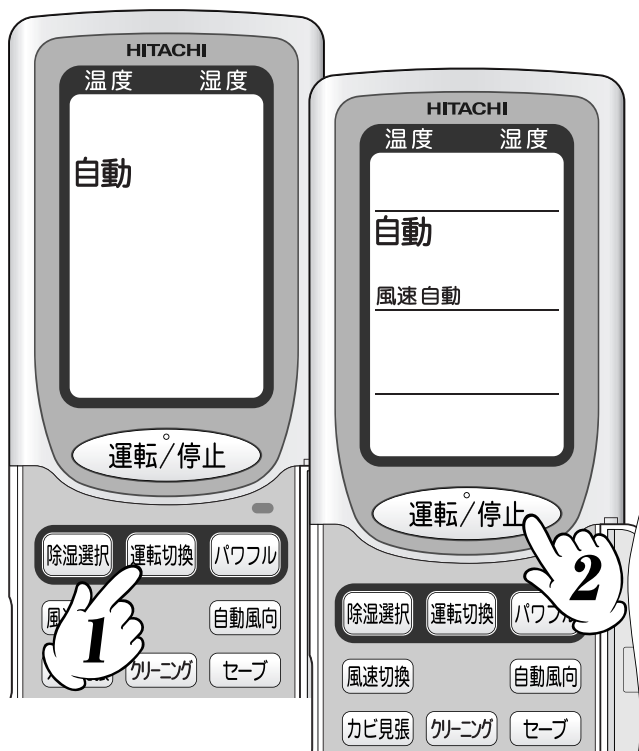 HITACHI
温度 湿度
自動
運転/停止
除湿選択 運転切換 パワフル
自動風向
クリーニング セーブ
1
HITACHI
温度 湿度
自動
風速自動
運転/停止
除湿選択 運転切換
風速切換 自動風向
カビ見張 クリーニング セーブ
2